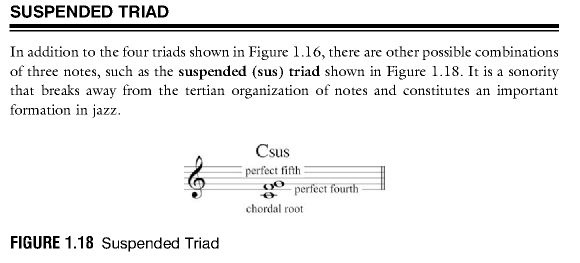 SUSPENDED TRIAD
In addition to the four triads shown in Figure 1.16, there are other possible combinations
of three notes, such as the suspended (sus) triad shown in Figure 1.18. It is a sonority
that breaks away from the tertian organization of notes and constitutes an important
formation in jazz.
Csus
perfect fifth
perfect fourth
chordal root
FIGURE 1.18 Suspended Triad